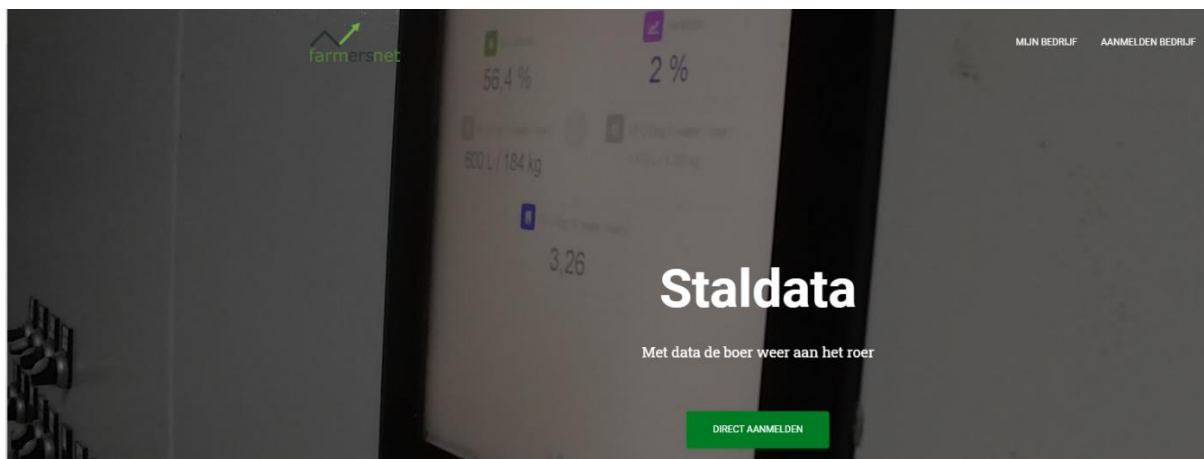 farmersnet
MIJN BEDRIJF
AANMELDEN BEDRIJF
56,4 %
2 %
600 L / 184 kg
3,26
Staldata
Met data de boer weer aan het roer
DIRECT AANMELDEN